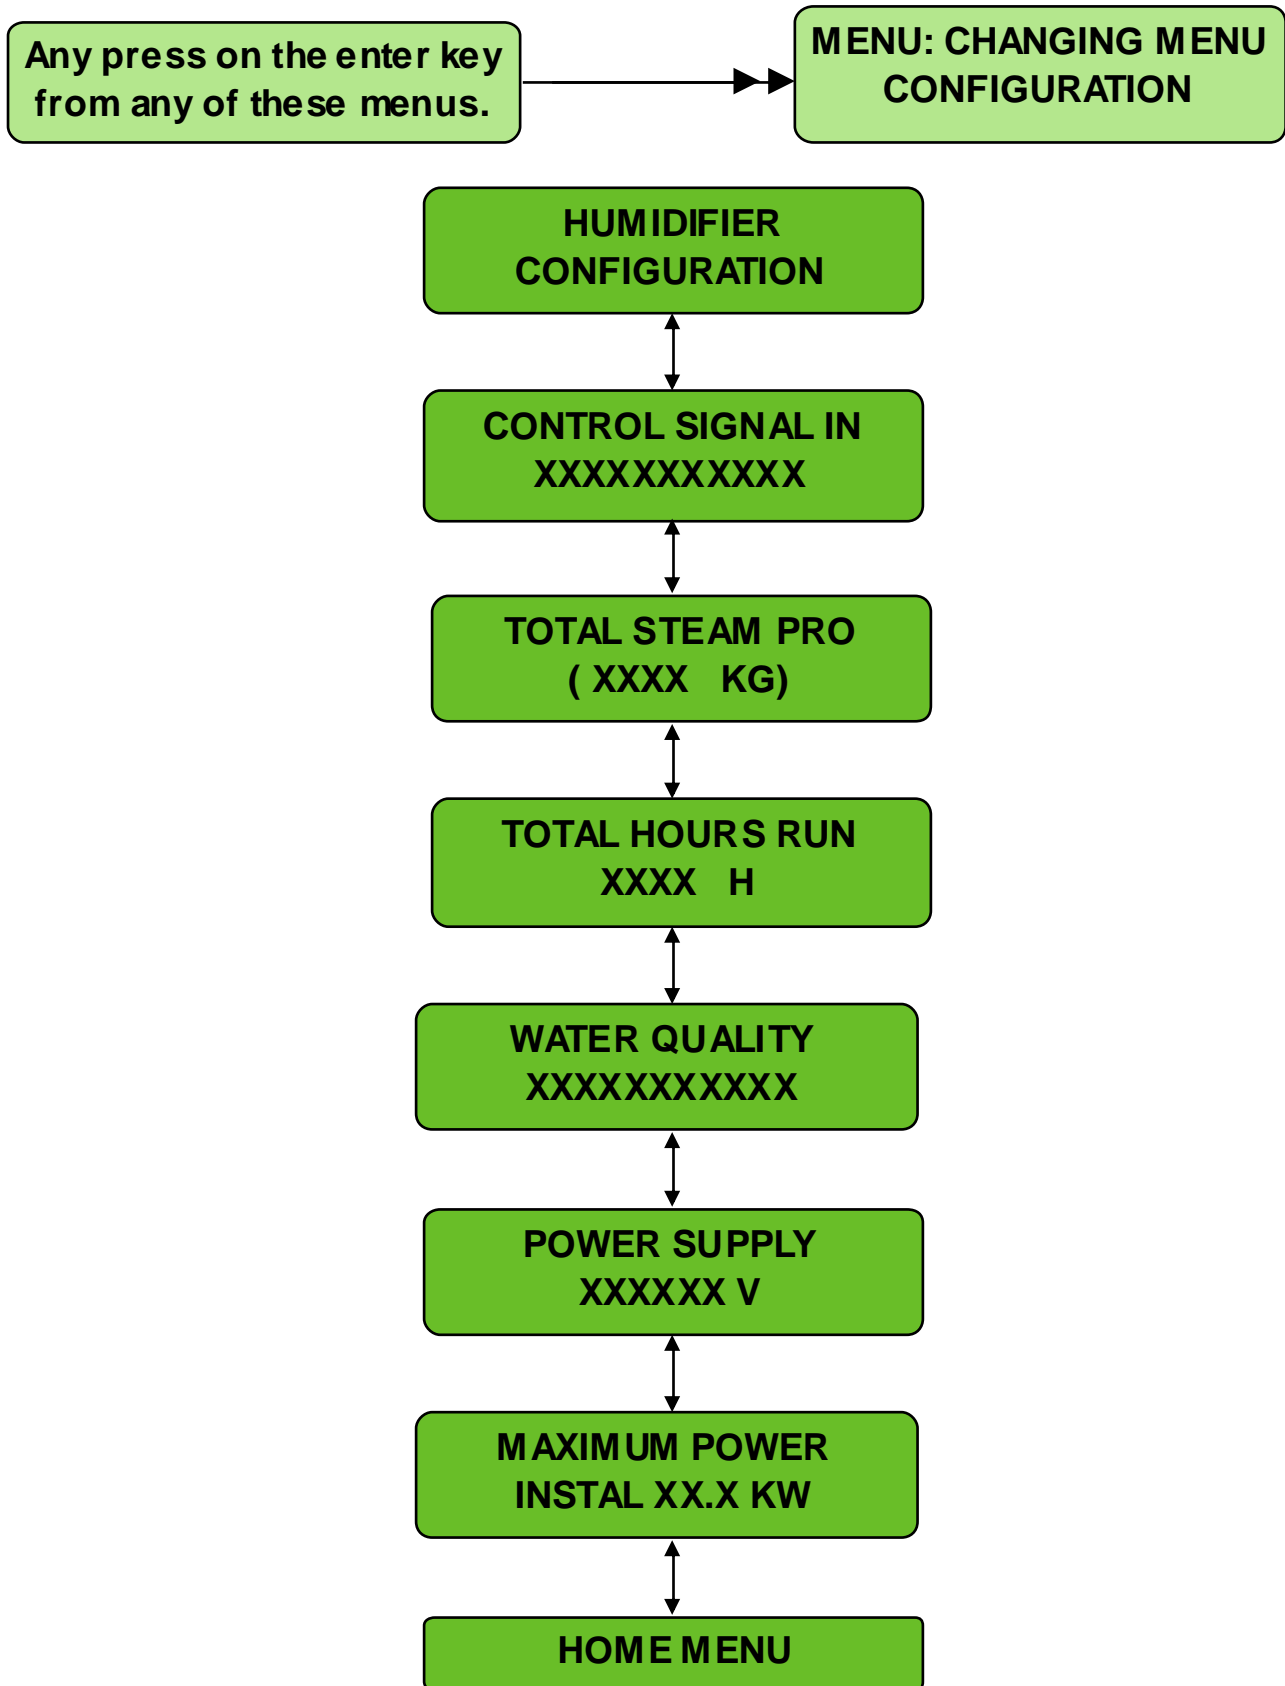 Any press on the enter key
from any of these menus.
MENU: CHANGING MENU
CONFIGURATION
HUMIDIFIER
CONFIGURATION
CONTROL SIGNAL IN
XXXXXXXXXXX
TOTAL STEAM PRO
( XXXX KG)
TOTAL HOURS RUN
XXXX H
WATER QUALITY
XXXXXXXXXXX
POWER SUPPLY
XXXXXX V
MAXIMUM POWER
INSTAL XX.X KW
HOME MENU